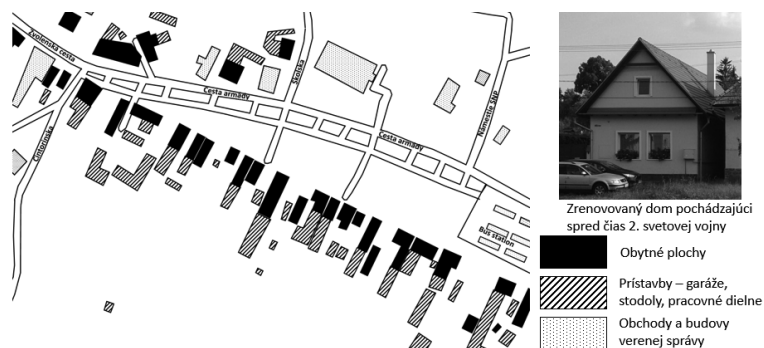 Zvolenská cesta
Cesta armády
Školská
Cesta armády
Námestie SNP
Cintorínska
Bus station
Zrenovovaný dom pochádzajúci
spred čias 2. svetovej vojny
Obytné plochy
Prístavby – garáže,
stodoly, pracovné dielne
Obchody a budovy
verenej správy